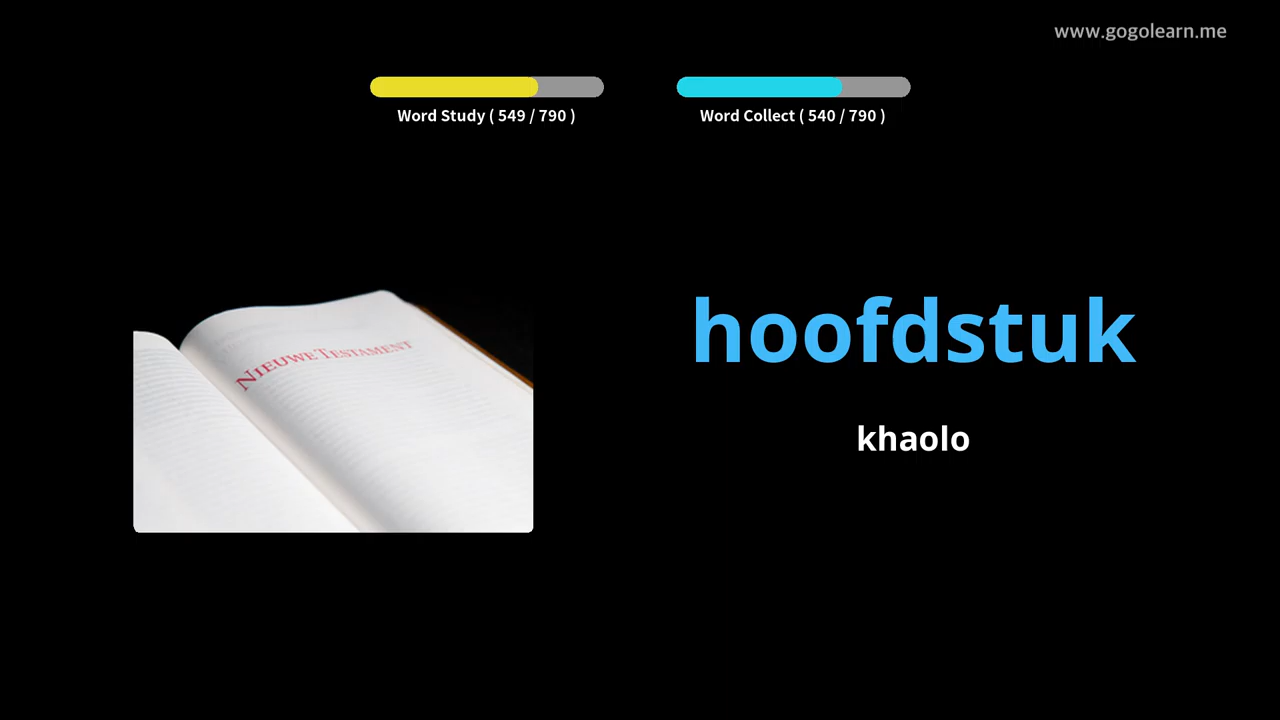 www.gogolearn.me
Word Study ( 549 / 790 )
Word Collect ( 540 / 790 )
NIEUWE TESTAMENT
hoofdstuk
khaolo